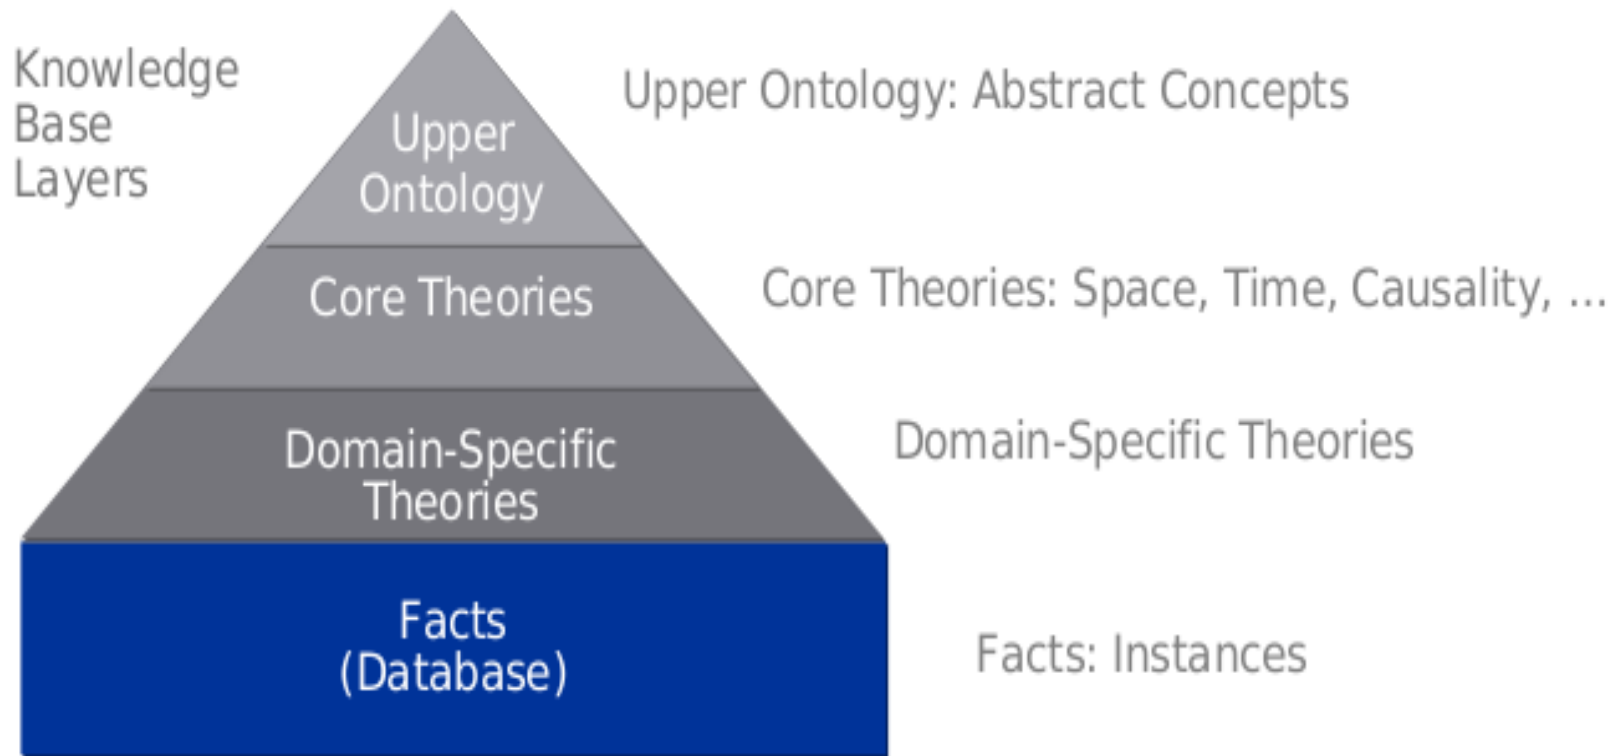 Knowledge
Base
Layers
Upper
Ontology
Upper Ontology: Abstract Concepts
Core Theories
Core Theories: Space, Time, Causality, ...
Domain-Specific
Theories
Domain-Specific Theories
Facts
(Database)
Facts: Instances